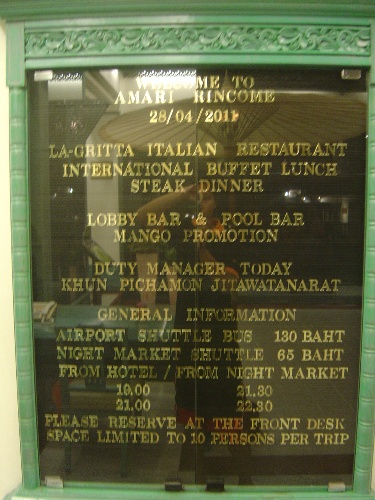 WELCOME TO
AMARI RINCOME
28/04/2011
LA-GRITTA ITALIAN RESTAURANT
INTERNATIONAL BUFFET LUNCH
STEAK DINNER
LOBBY BAR & POOL BAR
MANGO PROMOTION
DUTY MANAGER TODAY
KHUN PICHAMON JITAWATANARAT
GENERAL INFORMATION
AIRPORT SHUTTLE BUS 130 BAHT
NIGHT MARKET SHUTTLE 65 BAHT
FROM HOTEL / FROM NIGHT MARKET
19.00 21.30
21.00 22.30
PLEASE RESERVE AT THE FRONT DESK
SPACE LIMITED TO 10 PERSONS PER TRIP